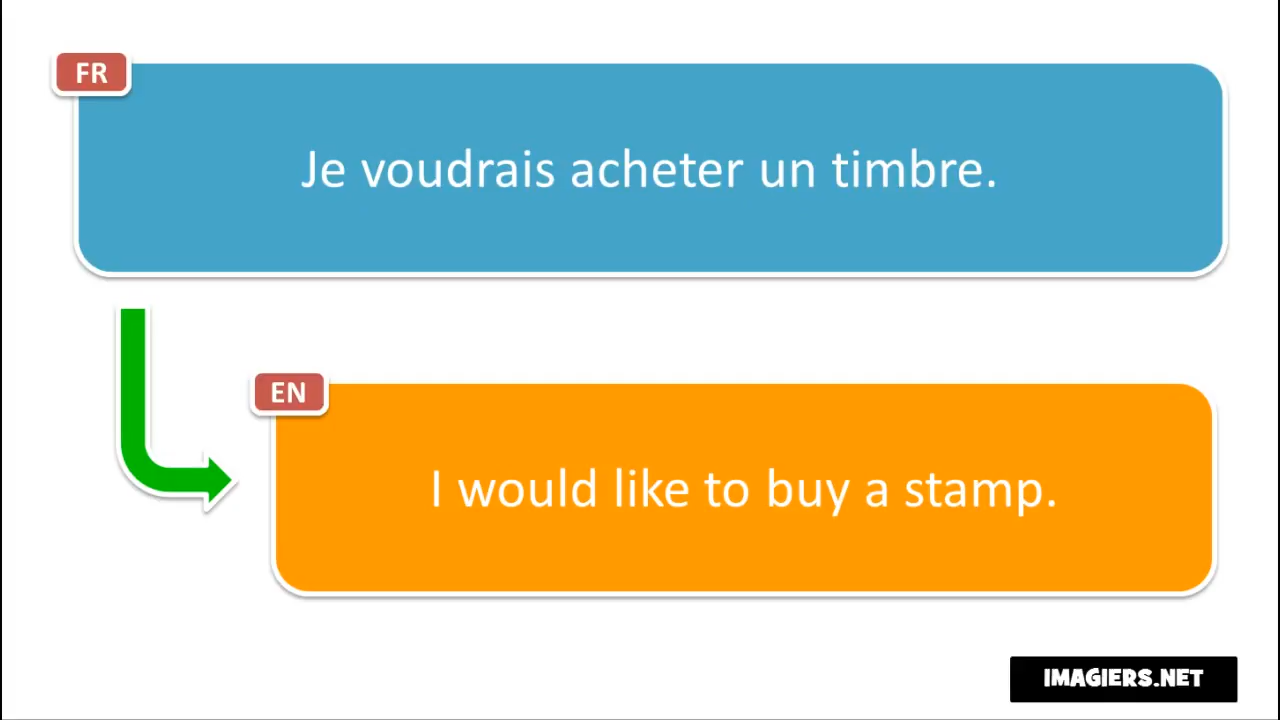 FR
Je voudrais acheter un timbre.
EN
I would like to buy a stamp.
IMAGIERS.NET